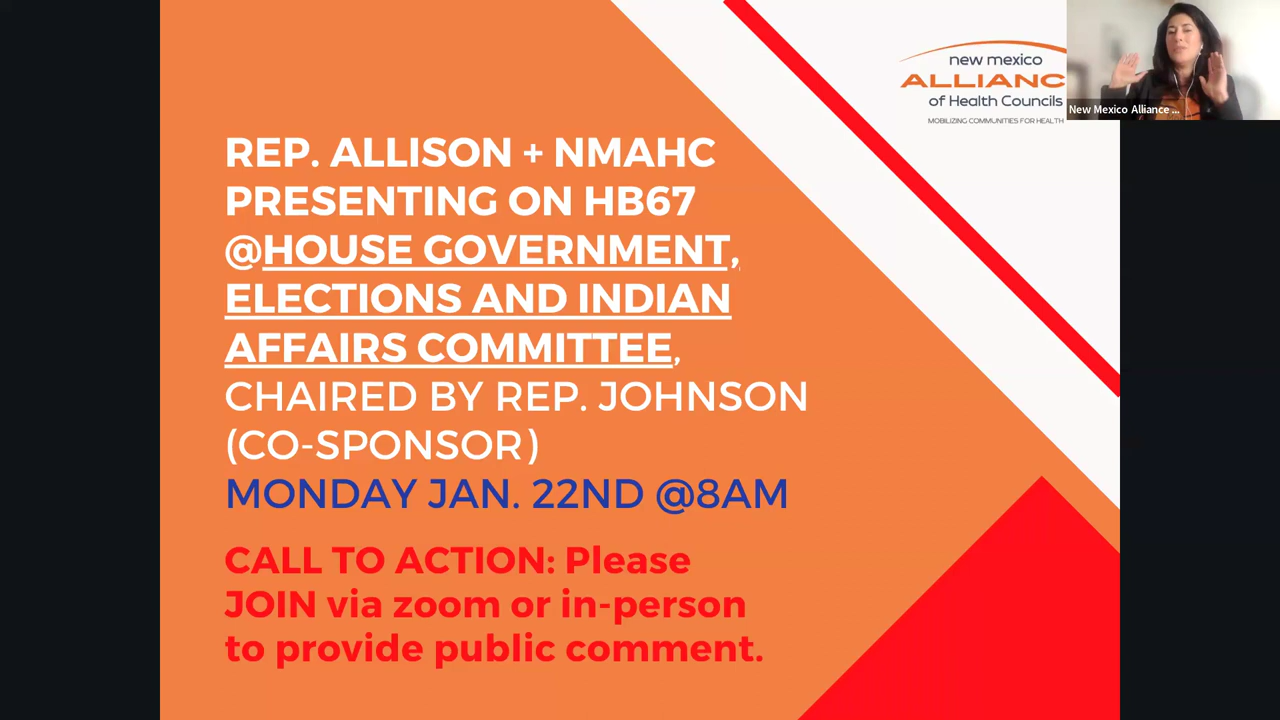 new mexico
ALLIANC
of Health Councils
MOBILIZING COMMUNITIES FOR HEALTH
New Mexico Alliance ...
REP. ALLISON + NMAHC
PRESENTING ON HB67
@HOUSE GOVERNMENT,
ELECTIONS AND INDIAN
AFFAIRS COMMITTEE,
CHAIRED BY REP. JOHNSON
(CO-SPONSOR)
MONDAY JAN. 22ND @8AM
CALL TO ACTION: Please
JOIN via zoom or in-person
to provide public comment.